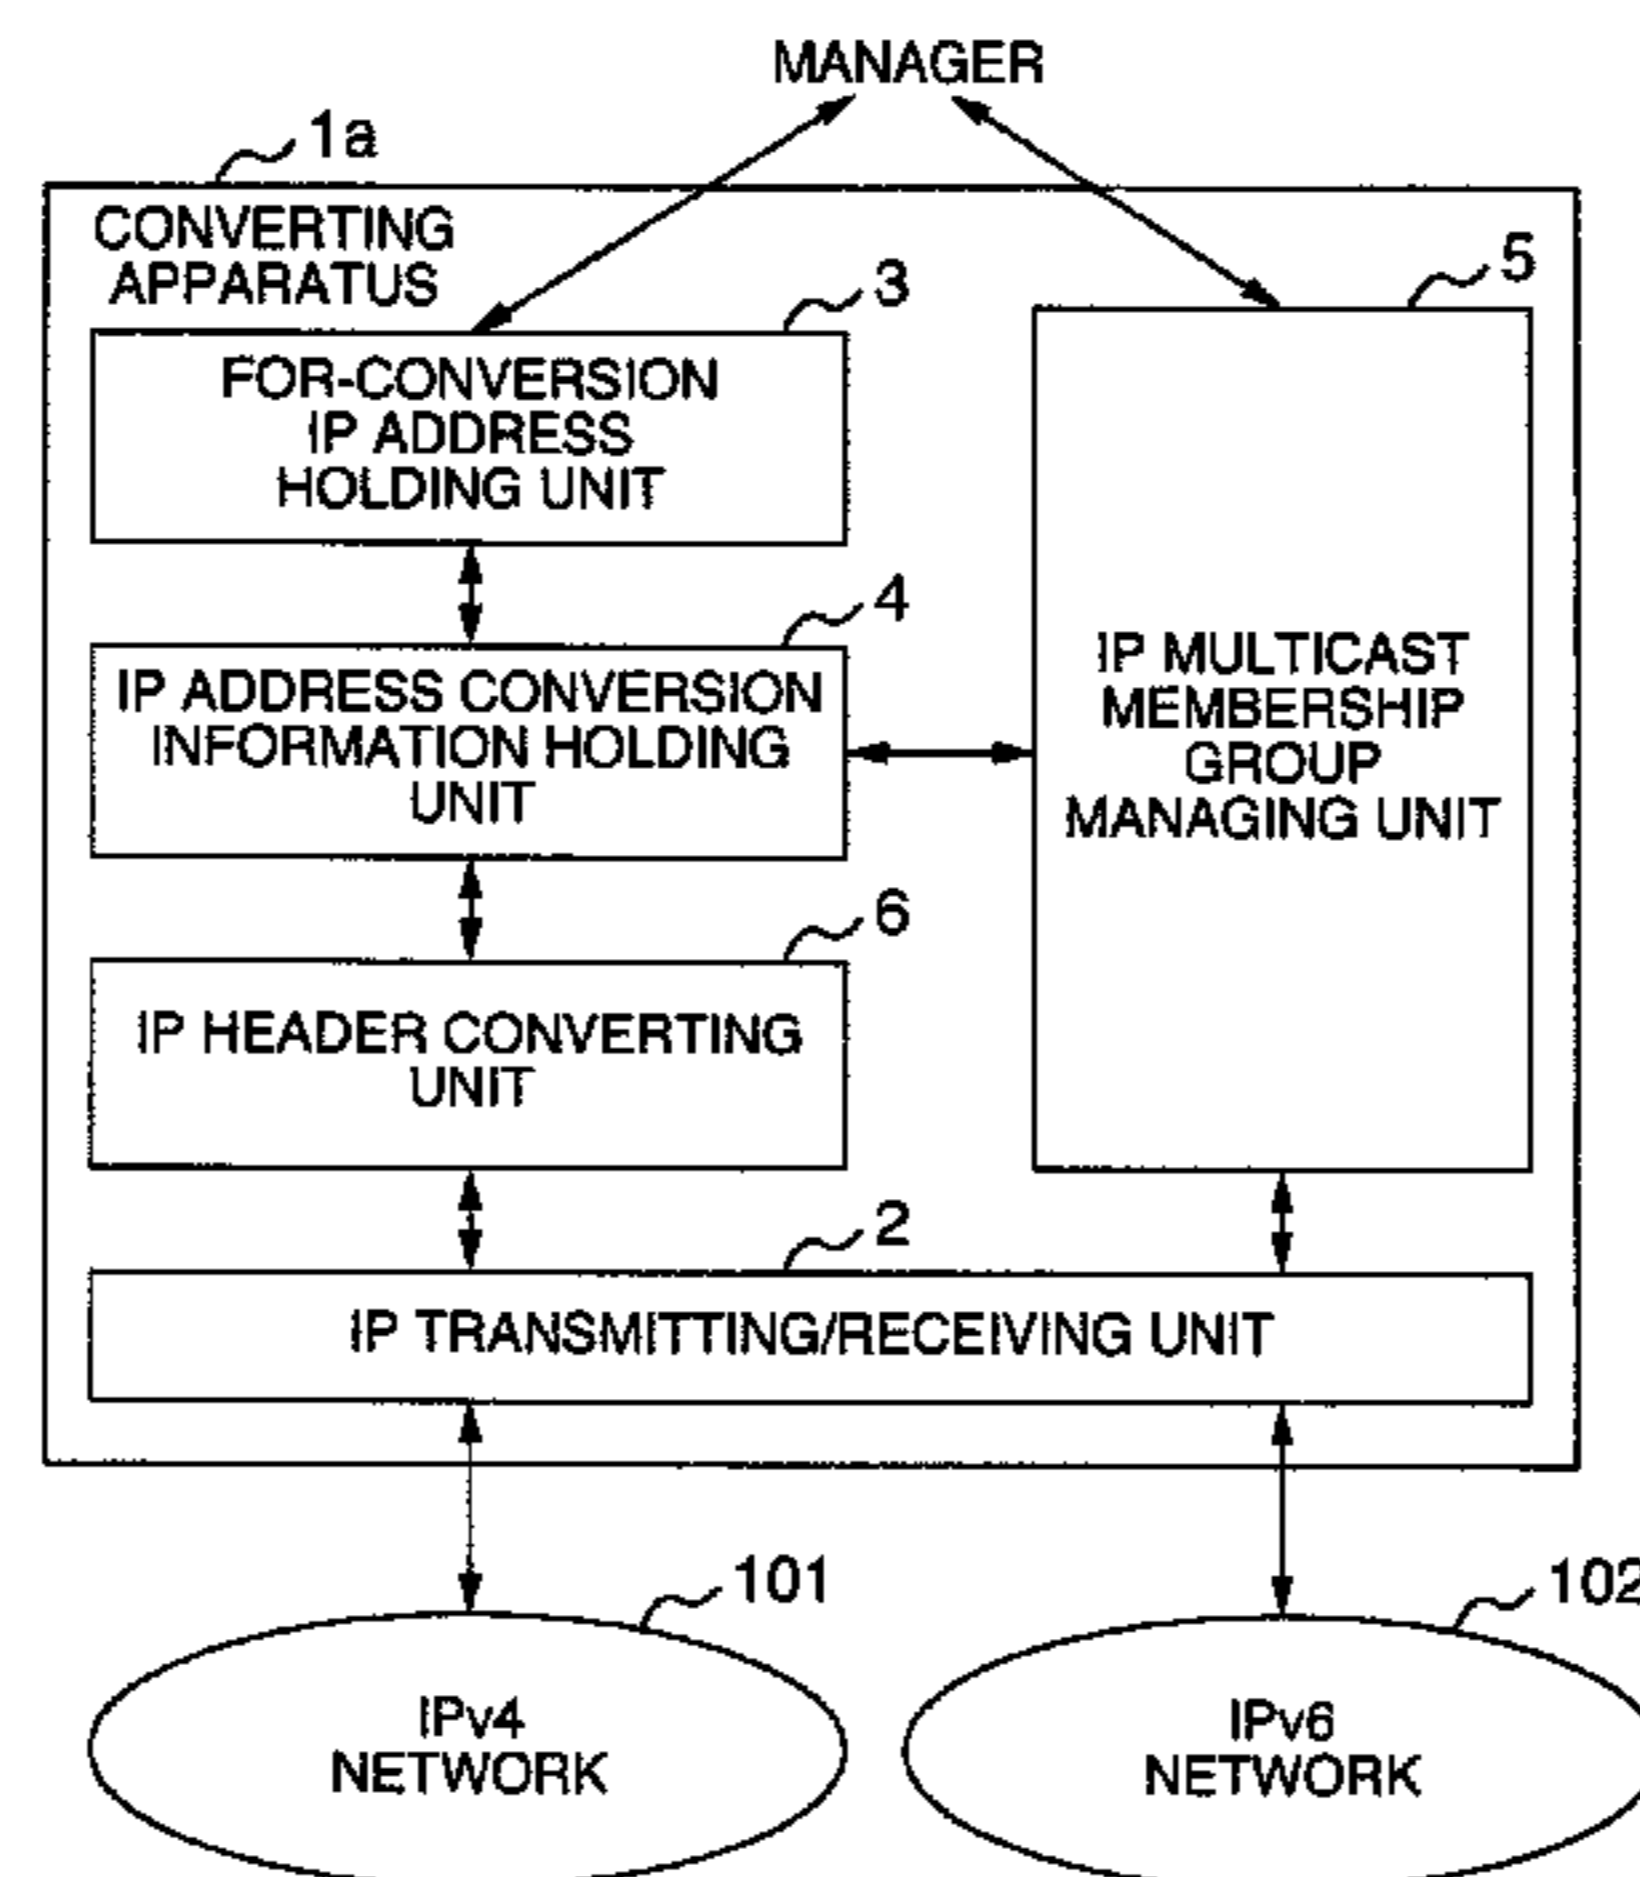 MANAGER
1a
CONVERTING
APPARATUS
3
5
FOR-CONVERSION
IP ADDRESS
HOLDING UNIT
4
IP ADDRESS CONVERSION
INFORMATION HOLDING
UNIT
IP MULTICAST
MEMBERSHIP
GROUP
MANAGING UNIT
6
IP HEADER CONVERTING
UNIT
2
IP TRANSMITTING/RECEIVING UNIT
101
102
IPv4
NETWORK
IPv6
NETWORK